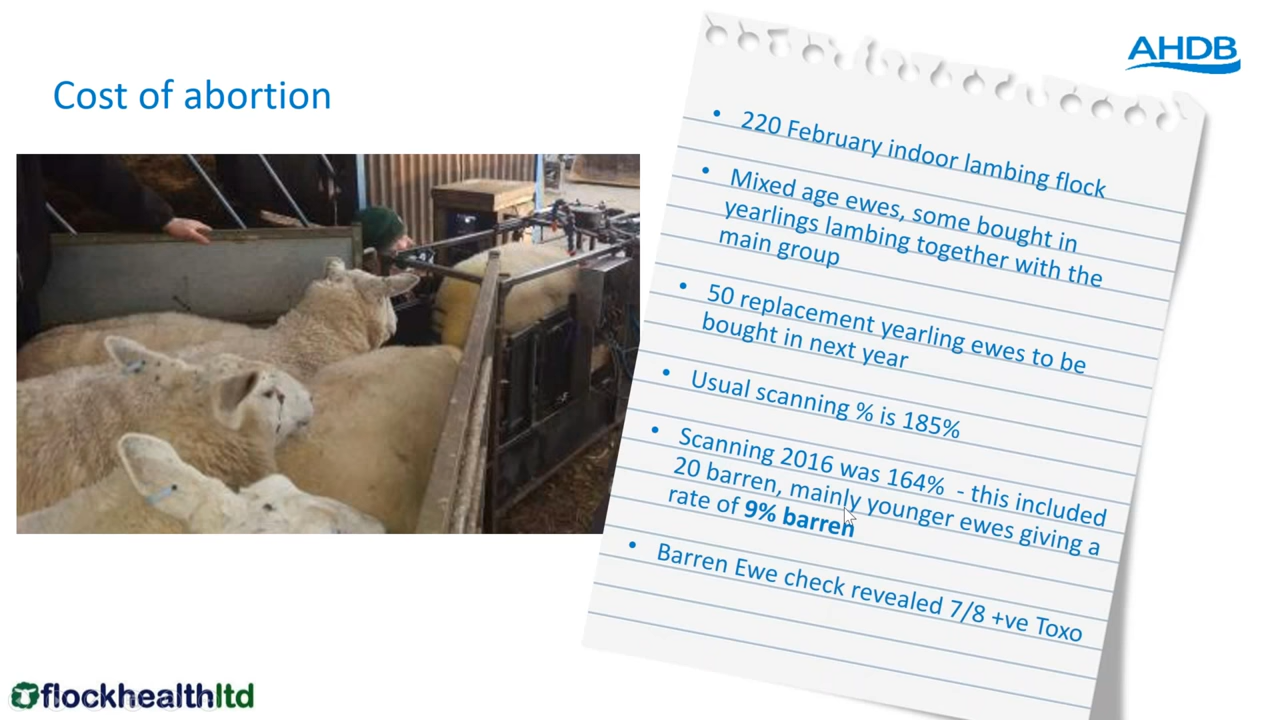 AHDB
Cost of abortion
• 220 February indoor lambing flock
• Mixed age ewes, some bought in
yearlings lambing together with the
main group
• 50 replacement yearling ewes to be
bought in next year
• Usual scanning % is 185%
• Scanning 2016 was 164% - this included
20 barren, mainly younger ewes giving a
rate of 9% barren
• Barren Ewe check revealed 7/8 +ve Toxo
flockhealthltd